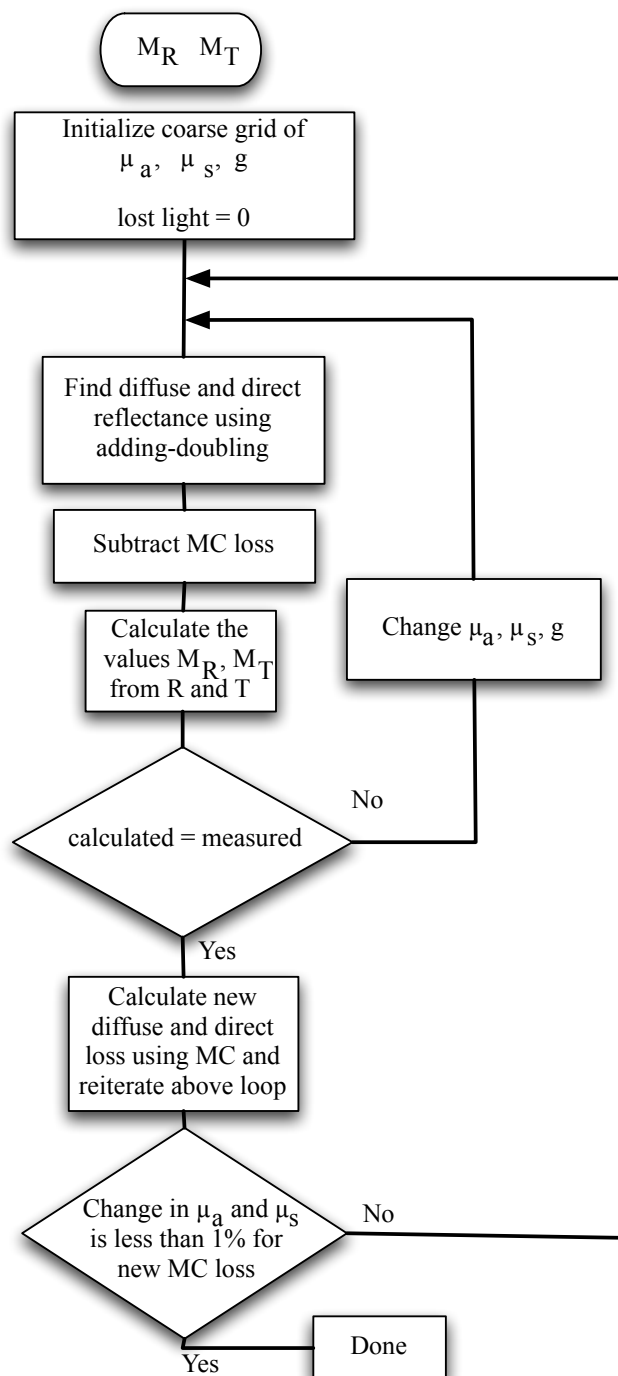 M_R M_T
Initialize coarse grid of
µ_a, µ_s, g
lost light = 0
Find diffuse and direct
reflectance using
adding-doubling
Subtract MC loss
Calculate the
values M_R, M_T
from R and T
Change µ_a, µ_s, g
No
calculated = measured
Yes
Calculate new
diffuse and direct
loss using MC and
reiterate above loop
Change in µ_a and µ_s
is less than 1% for
new MC loss
No
Yes
Done